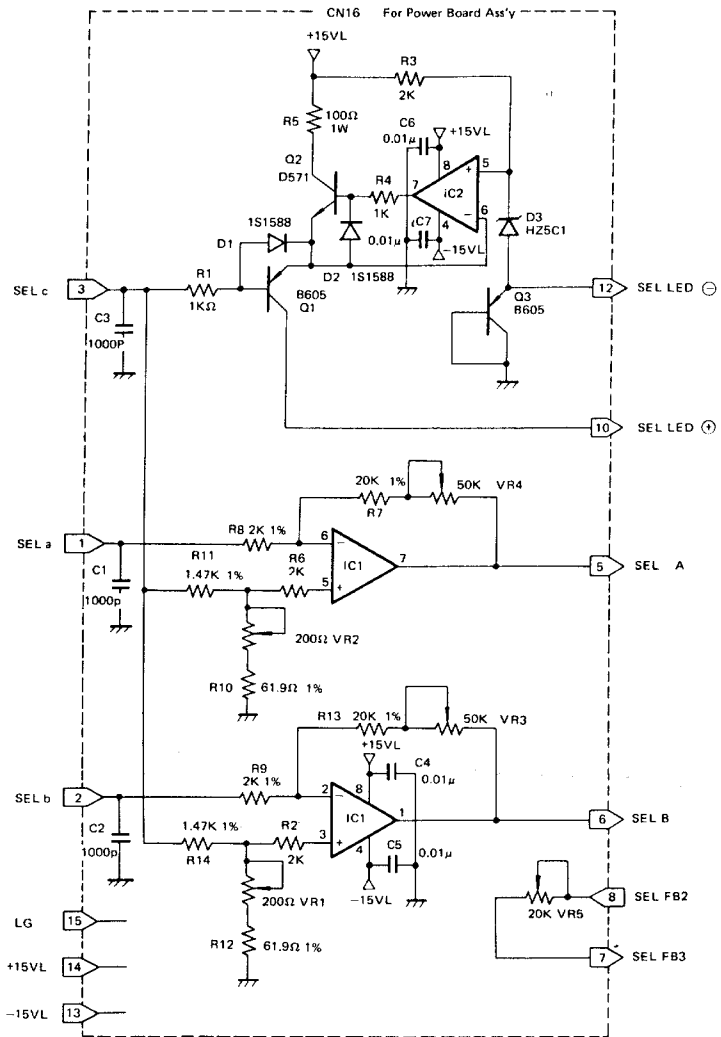 CN16 For Power Board Ass'y
+15VL
R3
2K
R5
100Ω
1W
C6
0.01μ
+15VL
Q2
D571
R4
1K
7
8
+
5
iC2
−
6
4
1S1588
D1
C7
0.01μ
−15VL
D3
HZ5C1
D2
1S1588
SEL c
3
R1
1KΩ
B605
Q1
Q3
B605
12
SEL LED ⊖
C3
1000P
10
SEL LED ⊕
20K 1%
R7
50K VR4
SEL a
1
R8 2K 1%
6
−
IC1
7
5
SEL A
R11
1.47K 1%
R6
2K
5
+
C1
1000p
200Ω VR2
R10
61.9Ω 1%
R13
20K 1%
50K VR3
+15VL
C4
0.01μ
R9
2K 1%
SEL b
2
2
−
8
IC1
1
6
SEL B
C2
1000p
1.47K 1%
R14
R2
2K
3
+
4
C5
0.01μ
−15VL
200Ω VR1
R12
61.9Ω 1%
20K VR5
8
SEL FB2
7
SEL FB3
LG
15
+15VL
14
−15VL
13